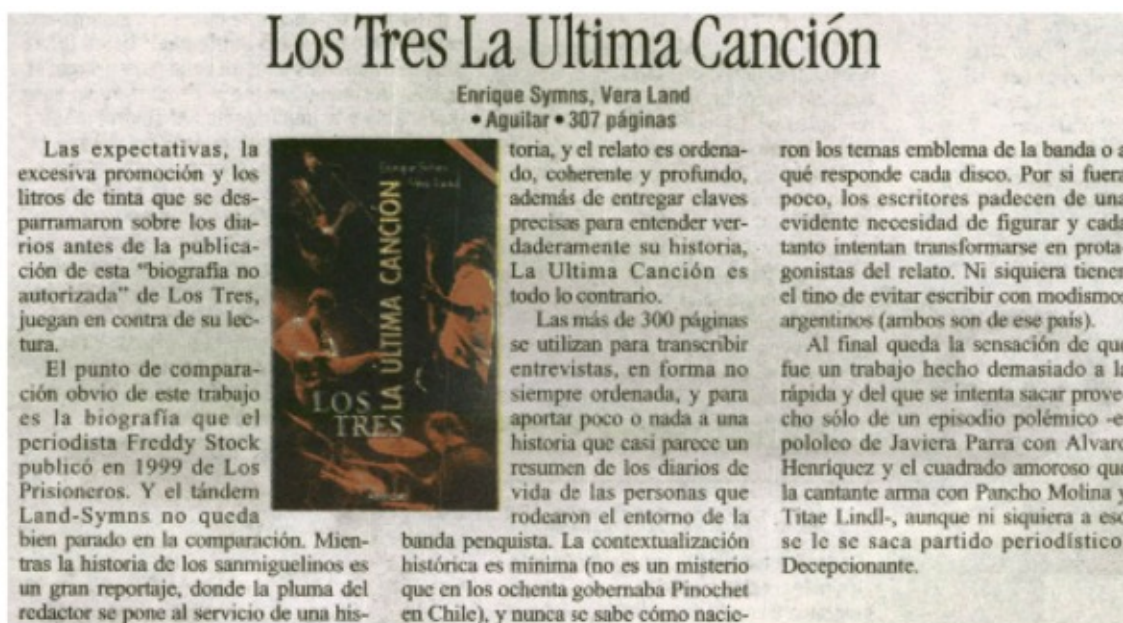 Los Tres La Ultima Canción
Enrique Symns, Vera Land
• Aguilar • 307 páginas
Las expectativas, la
excesiva promoción y los
litros de tinta que se des-
parramaron sobre los dia-
rios antes de la publica-
ción de esta "biografía no
autorizada" de Los Tres,
juegan en contra de su lec-
tura.
El punto de compara-
ción obvio de este trabajo
es la biografía que el
periodista Freddy Stock
publicó en 1999 de Los
Prisioneros. Y el tándem
Land-Symns no queda
bien parado en la comparación. Mien-
tras la historia de los sanmiguelinos es
un gran reportaje, donde la pluma del
redactor se pone al servicio de una his-
Enrique Symns
Vera Land
LA ULTIMA CANCIÓN
LOS
TRES
toria, y el relato es ordena-
do, coherente y profundo,
además de entregar claves
precisas para entender ver-
daderamente su historia,
La Ultima Canción es
todo lo contrario.
Las más de 300 páginas
se utilizan para transcribir
entrevistas, en forma no
siempre ordenada, y para
aportar poco o nada a una
historia que casi parece un
resumen de los diarios de
vida de las personas que
rodearon el entorno de la
banda penquista. La contextualización
histórica es mínima (no es un misterio
que en los ochenta gobernaba Pinochet
en Chile), y nunca se sabe cómo nacie-
ron los temas emblema de la banda o a
qué responde cada disco. Por si fuera
poco, los escritores padecen de una
evidente necesidad de figurar y cada
tanto intentan transformarse en prota-
gonistas del relato. Ni siquiera tienen
el tino de evitar escribir con modismos
argentinos (ambos son de ese país).
Al final queda la sensación de que
fue un trabajo hecho demasiado a la
rápida y del que se intenta sacar prove-
cho sólo de un episodio polémico -el
pololeo de Javiera Parra con Alvaro
Henríquez y el cuadrado amoroso que
la cantante arma con Pancho Molina y
Titae Lindl-, aunque ni siquiera a eso
se le se saca partido periodístico.
Decepcionante.